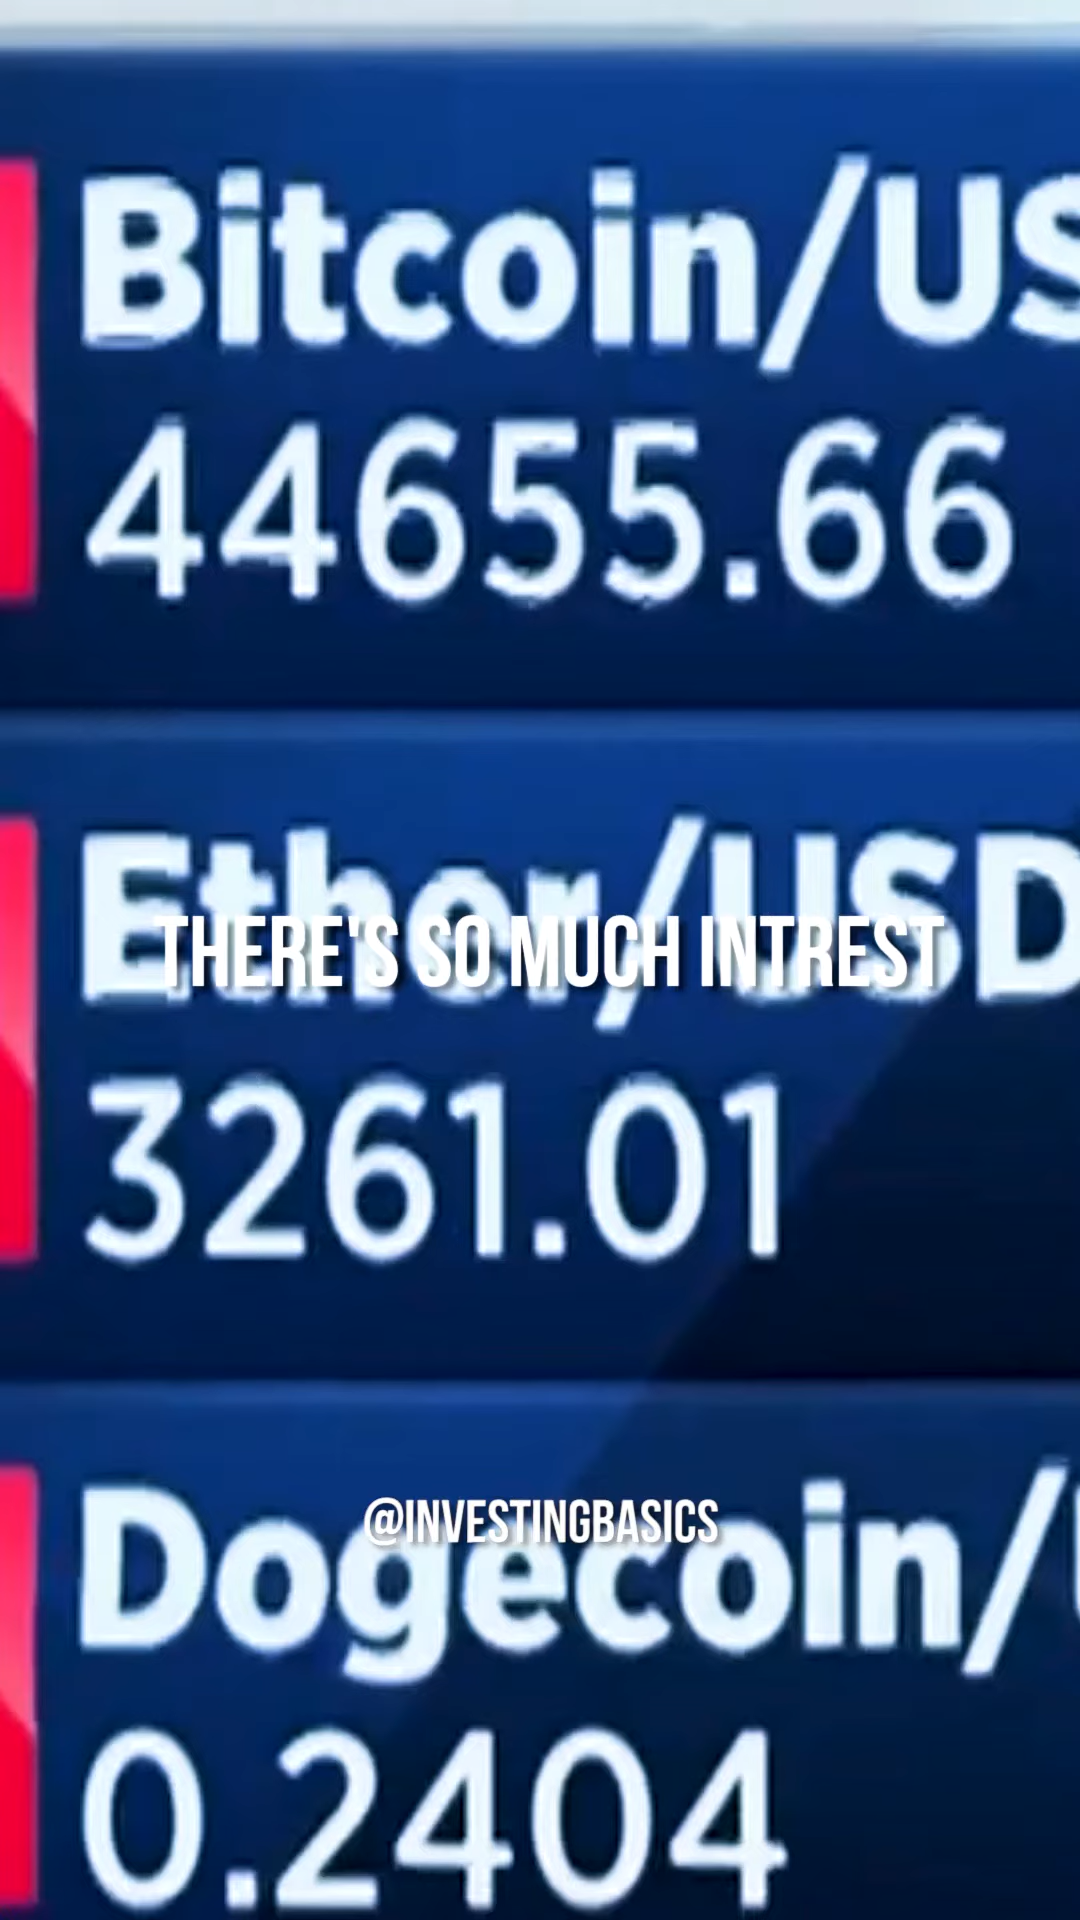 Bitcoin/US
44655.66
Ether/USD
THERE'S SO MUCH INTREST
3261.01
@INVESTINGBASICS
Dogecoin/
0.2404